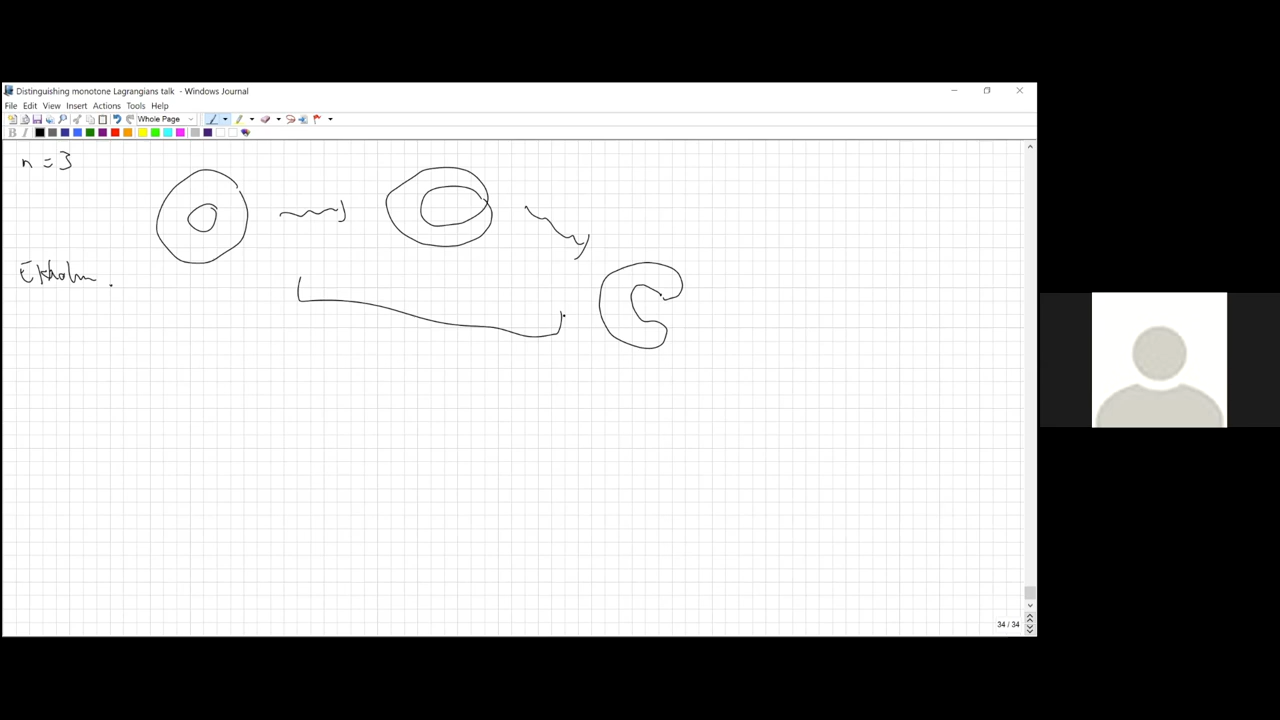 Distinguishing monotone Lagrangians talk - Windows Journal
File Edit View Insert Actions Tools Help
Whole Page
B I
n = 3
Ekholm.
34 / 34